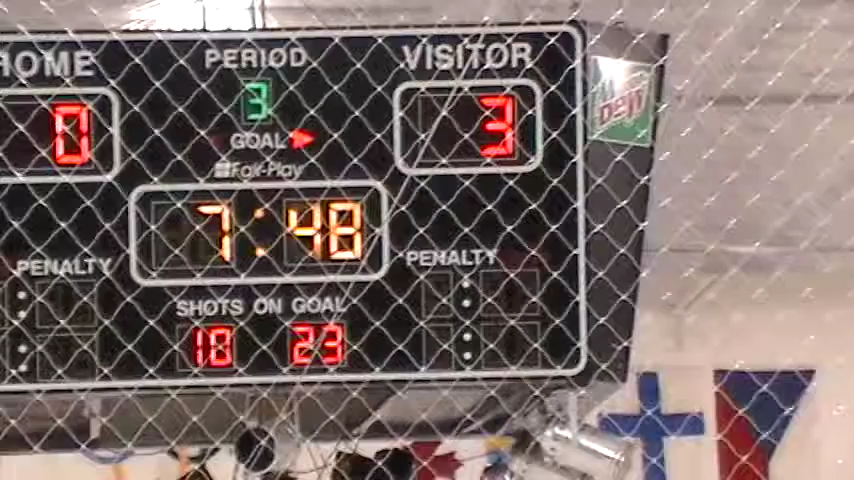 HOME PERIOD VISITOR
0 3 3
GOAL
Fair-Play
7:48
PENALTY PENALTY
SHOTS ON GOAL
18 23
Dew